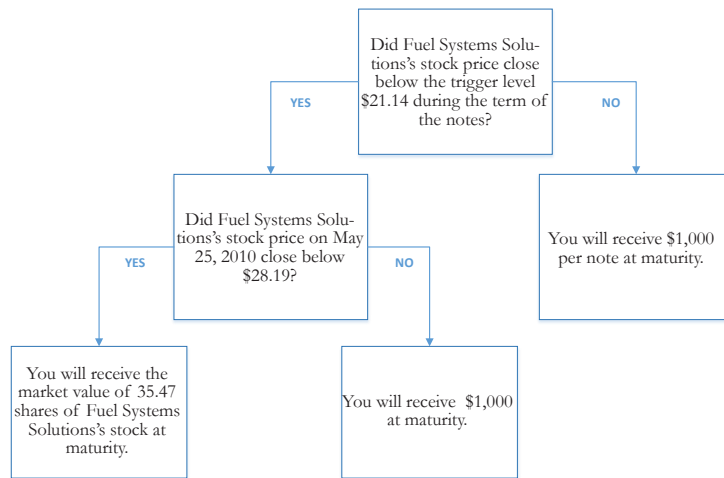 Did Fuel Systems Solu-
tions's stock price close
below the trigger level
$21.14 during the term of
the notes?
YES
NO
Did Fuel Systems Solu-
tions's stock price on May
25, 2010 close below
$28.19?
You will receive $1,000
per note at maturity.
YES
NO
You will receive the
market value of 35.47
shares of Fuel Systems
Solutions's stock at
maturity.
You will receive $1,000
at maturity.